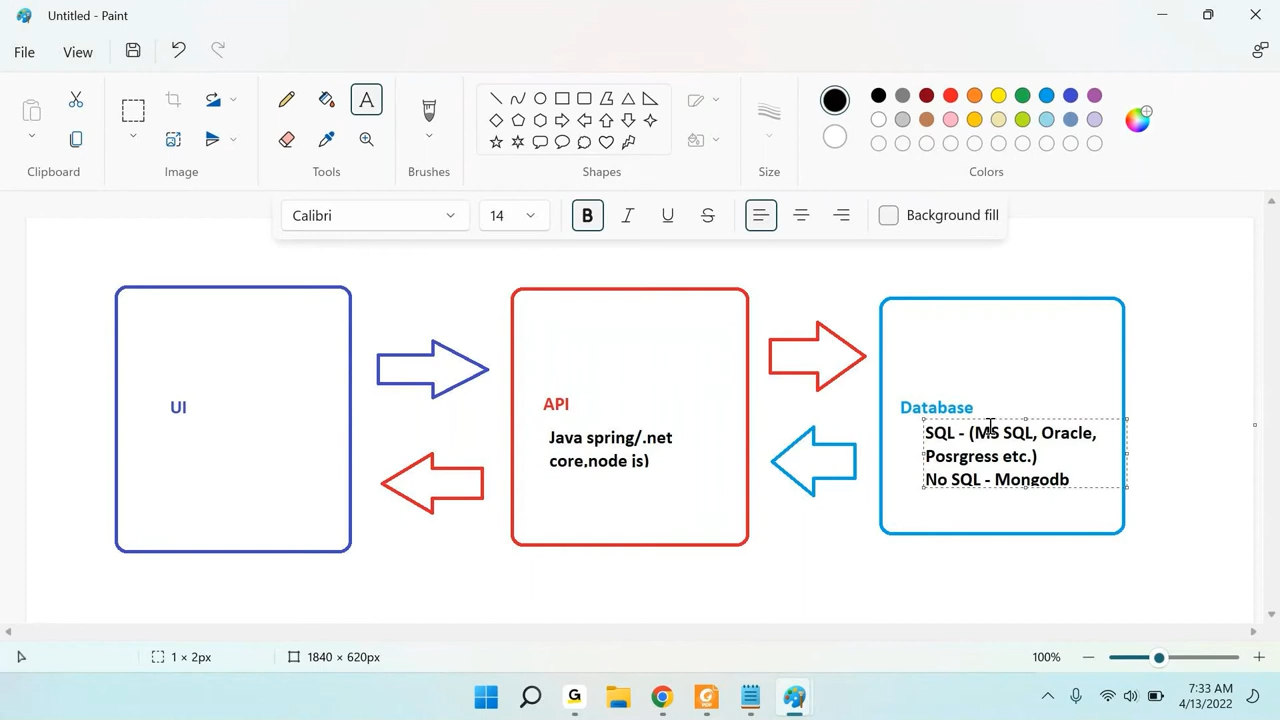 Untitled - Paint
File View
Clipboard
Image
Tools
Brushes
Shapes
Size
Colors
A
Calibri 14 B I U S Background fill
UI
API
Java spring/.net
core,node js)
Database
SQL - (MS SQL, Oracle,
Posrgress etc.)
No SQL - Mongodb
1 × 2px
1840 × 620px
100%
G
PDF
7:33 AM
4/13/2022